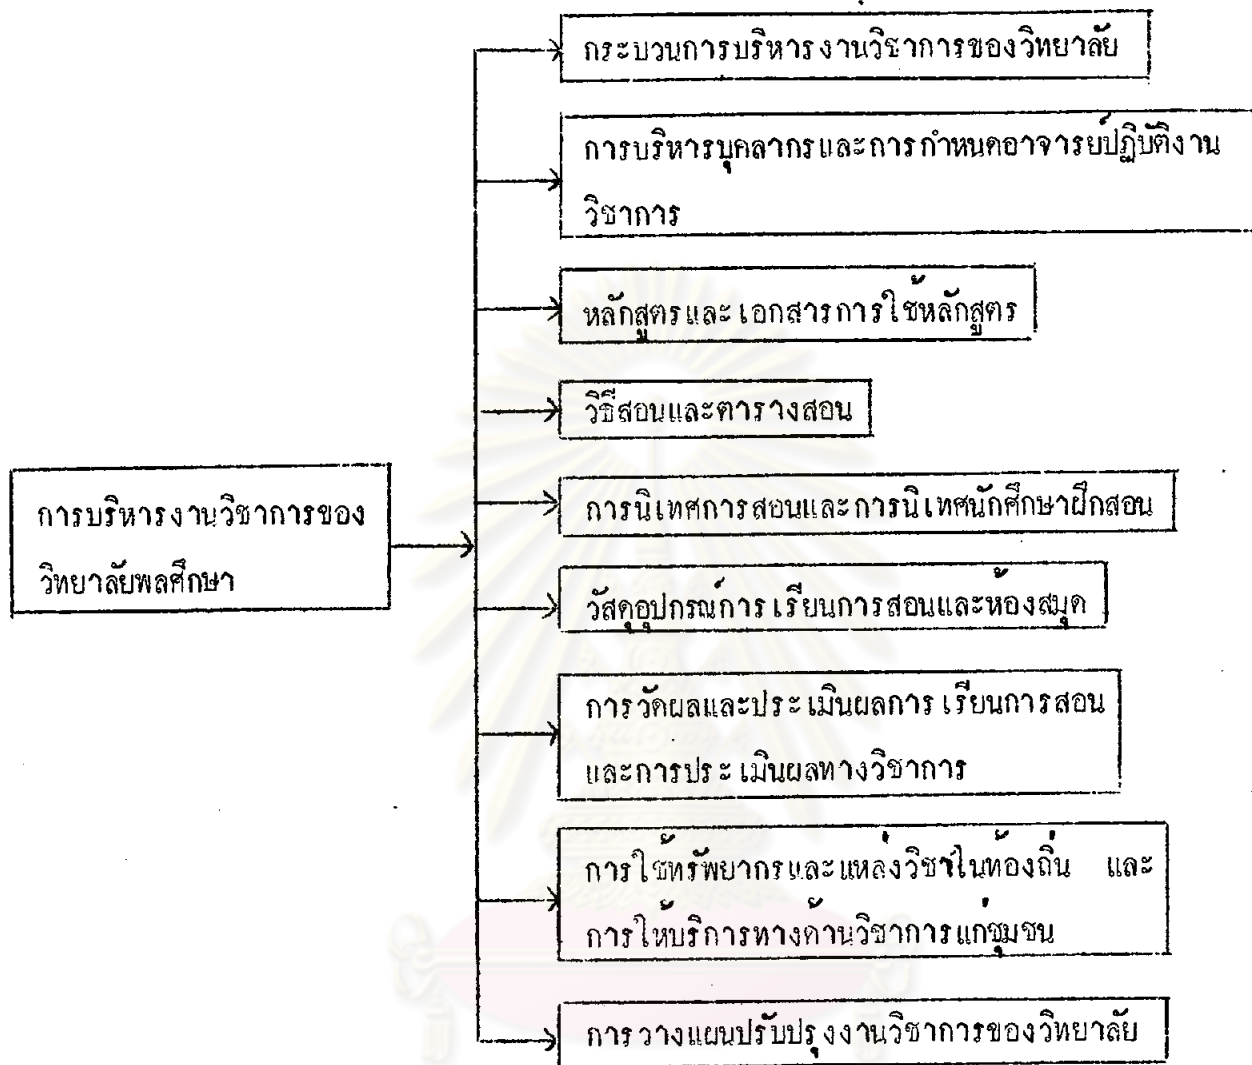 กระบวนการบริหารงานวิชาการของวิทยาลัย
การบริหารบุคลากรและการกำหนดอาจารย์ปฏิบัติงาน
วิชาการ
หลักสูตรและเอกสารการใช้หลักสูตร
วิธีสอนและตารางสอน
การบริหารงานวิชาการของ
วิทยาลัยพลศึกษา
การนิเทศการสอนและการนิเทศนักศึกษาฝึกสอน
วัสดุอุปกรณ์การเรียนการสอนและห้องสมุด
การวัดผลและประเมินผลการเรียนการสอน
และการประเมินผลทางวิชาการ
การใช้ทรัพยากรและแหล่งวิชาในท้องถิ่น และ
การให้บริการทางด้านวิชาการแก่ชุมชน
การวางแผนปรับปรุงงานวิชาการของวิทยาลัย